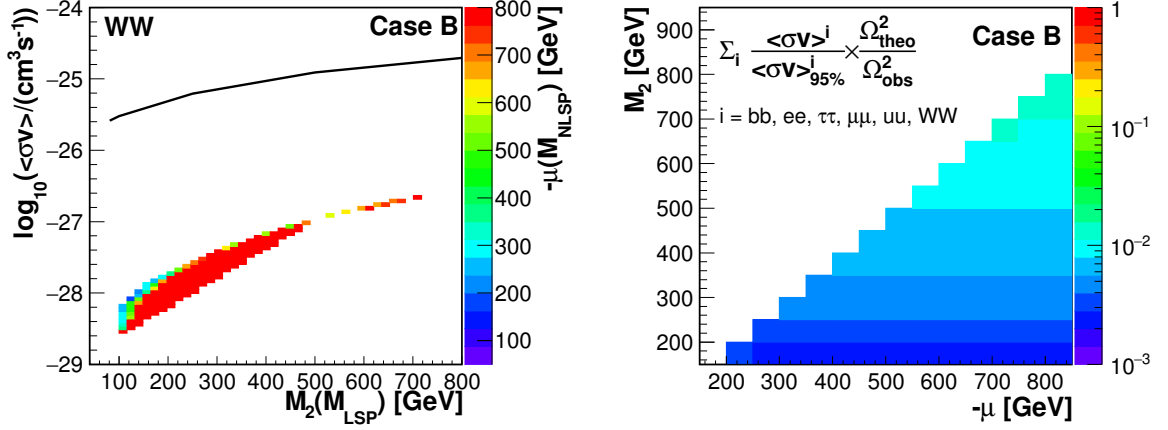 WW
Case B
log10(<σv>/(cm3s-1))
−24
−25
−26
−27
−28
−29
100 200 300 400 500 600 700 800
M2(MLSP) [GeV]
800
700
600
500
400
300
200
100
-μ(MNLSP) [GeV]
Case B
Σi <σv>i / <σv>i95% × Ω2theo / Ω2obs
i = bb, ee, ττ, μμ, uu, WW
M2 [GeV]
900
800
700
600
500
400
300
200
200 300 400 500 600 700 800
-μ [GeV]
1
10−1
10−2
10−3